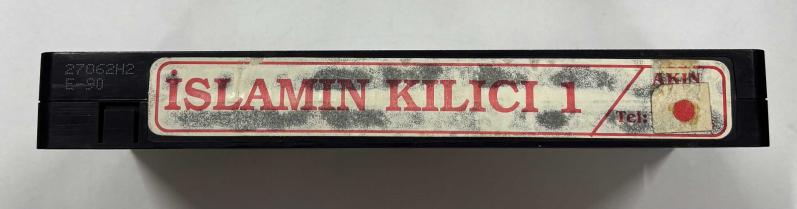 27062H2
E-90
İSLAMIN KILICI 1
AKIN
Tel: